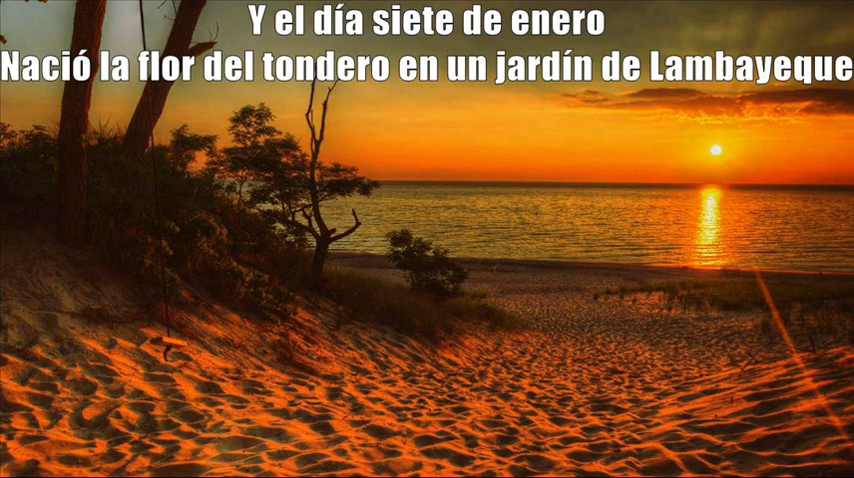 Y el día siete de enero
Nació la flor del tondero en un jardín de Lambayeque